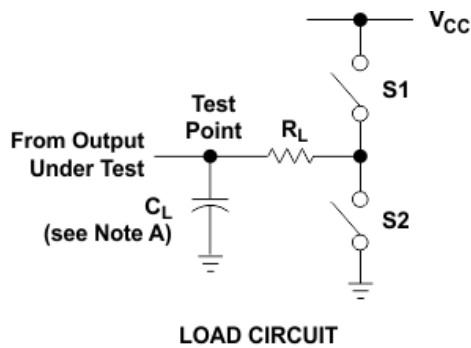 VCC
S1
Test
Point
RL
From Output
Under Test
CL
(see Note A)
S2
LOAD CIRCUIT